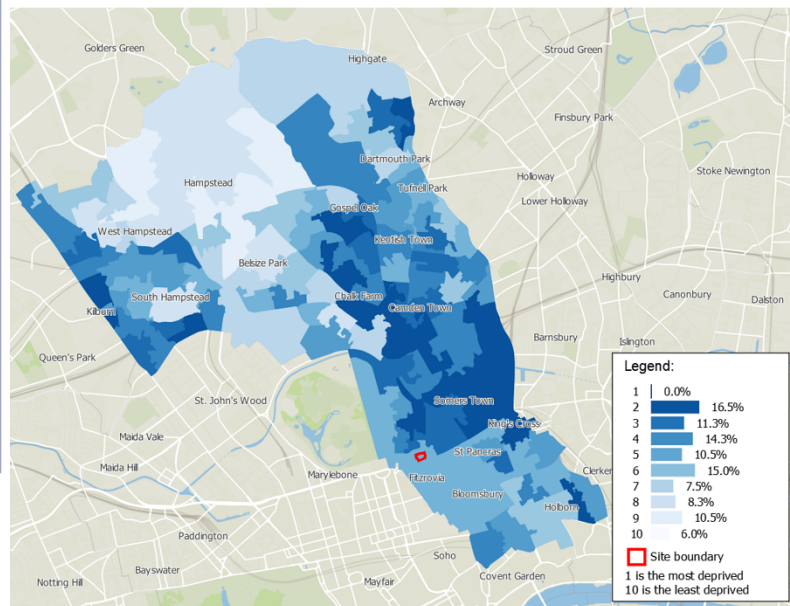 Golders Green
Highgate
Stroud Green
Archway
Finsbury Park
Dartmouth Park
Stoke Newington
Hampstead
Holloway
Tufnell Park
Lower Holloway
Gospel Oak
West Hampstead
Kentish Town
Belsize Park
Highbury
South Hampstead
Chalk Farm
Canonbury
Dalston
Kilburn
Camden Town
Barnsbury
Islington
Queen's Park
St. John's Wood
Somers Town
King's Cross
Maida Vale
St Pancras
Clerken
Maida Hill
Marylebone
Fitzrovia
Bloomsbury
Holborn
Paddington
Soho
Bayswater
Covent Garden
Notting Hill
Mayfair
Legend:
1 0.0%
2 16.5%
3 11.3%
4 14.3%
5 10.5%
6 15.0%
7 7.5%
8 8.3%
9 10.5%
10 6.0%
Site boundary
1 is the most deprived
10 is the least deprived